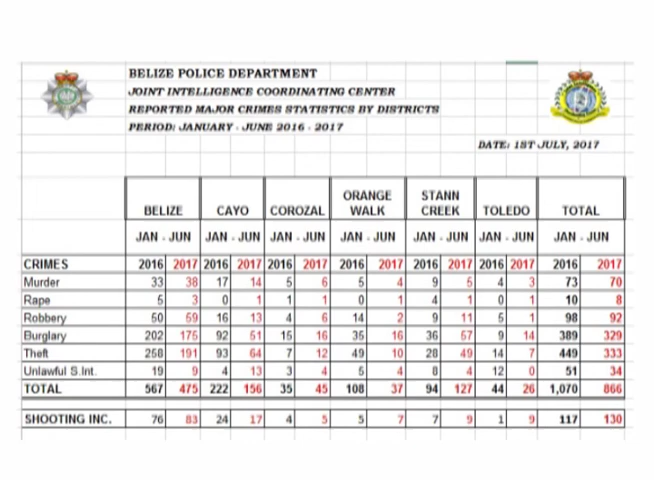 BELIZE POLICE DEPARTMENT
JOINT INTELLIGENCE COORDINATING CENTER
REPORTED MAJOR CRIMES STATISTICS BY DISTRICTS
PERIOD: JANUARY - JUNE 2016 - 2017
DATE: 1ST JULY, 2017
BELIZE CAYO COROZAL ORANGE WALK STANN CREEK TOLEDO TOTAL
JAN - JUN JAN - JUN JAN - JUN JAN - JUN JAN - JUN JAN - JUN JAN - JUN
CRIMES 2016 2017 2016 2017 2016 2017 2016 2017 2016 2017 2016 2017 2016 2017
Murder 33 38 17 14 5 6 5 4 9 5 4 3 73 70
Rape 5 3 0 1 1 1 0 1 4 1 0 1 10 8
Robbery 50 59 16 13 4 6 14 2 9 11 5 1 98 92
Burglary 202 175 92 51 15 16 35 16 36 57 9 14 389 329
Theft 258 191 93 64 7 12 49 10 28 49 14 7 449 333
Unlawful S.Int. 19 9 4 13 3 4 5 4 8 4 12 0 51 34
TOTAL 567 475 222 156 35 45 108 37 94 127 44 26 1,070 866
SHOOTING INC. 76 83 24 17 4 5 5 7 7 9 1 9 117 130